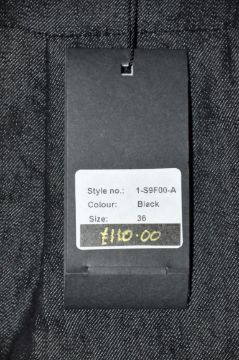 Style no.: 1-S9F00-A
Colour: Black
Size: 36
£110.00